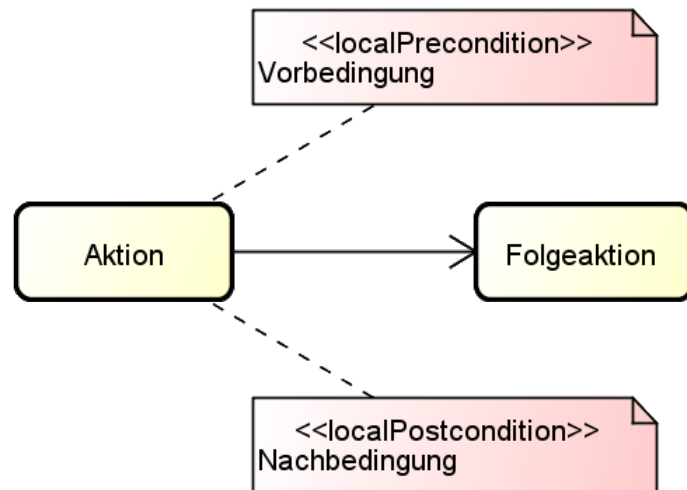 <<localPrecondition>>
Vorbedingung
Aktion
Folgeaktion
<<localPostcondition>>
Nachbedingung